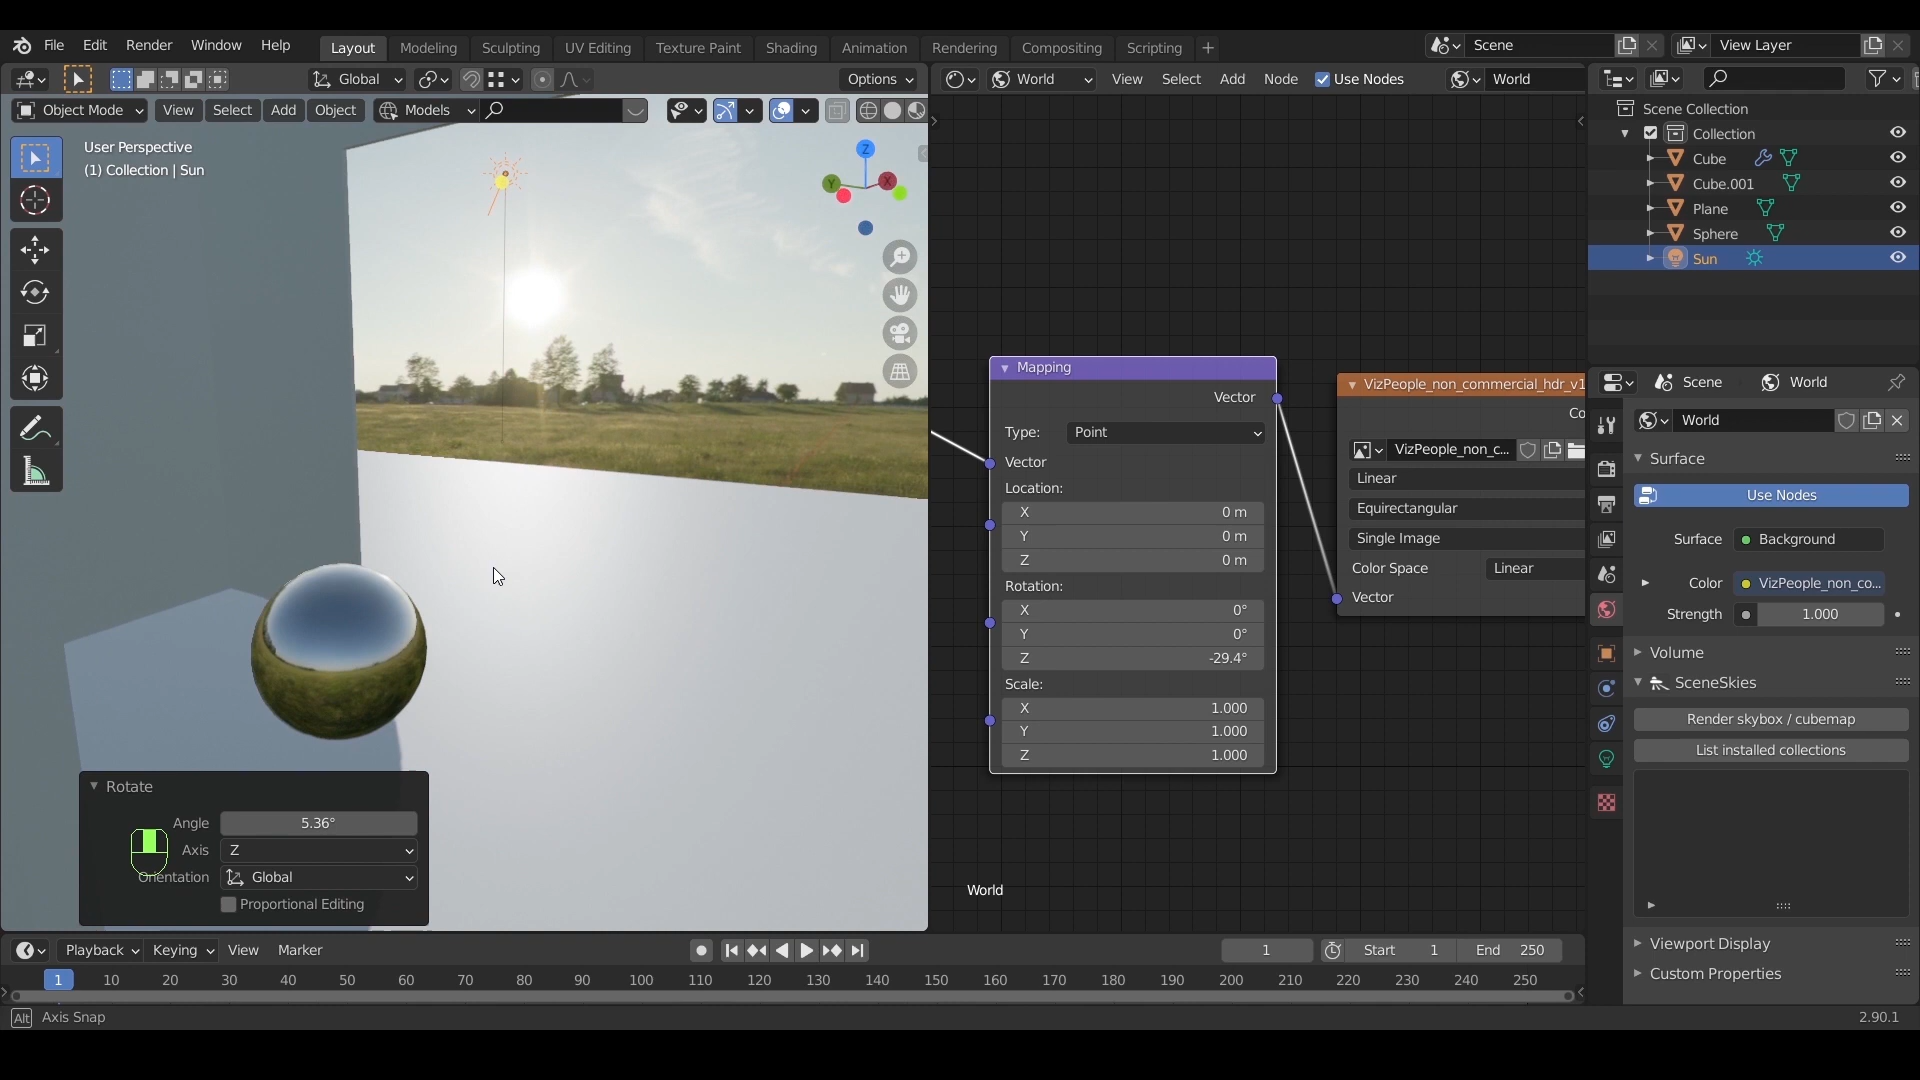 File Edit Render Window Help Layout Modeling Sculpting UV Editing Texture Paint Shading Animation Rendering Compositing Scripting + Scene View Layer
Global Options World View Select Add Node Use Nodes World
Object Mode View Select Add Object Models
Scene Collection
Collection
Cube
Cube.001
Plane
Sphere
Sun
User Perspective
(1) Collection | Sun
Z
Y
X
Mapping
Vector
Type: Point
Vector
Location:
X 0 m
Y 0 m
Z 0 m
Rotation:
X 0°
Y 0°
Z -29.4°
Scale:
X 1.000
Y 1.000
Z 1.000
VizPeople_non_commercial_hdr_v1
Co
VizPeople_non_c...
Linear
Equirectangular
Single Image
Color Space Linear
Vector
World
Scene World
World
Surface
Use Nodes
Surface Background
Color VizPeople_non_co...
Strength 1.000
Volume
SceneSkies
Render skybox / cubemap
List installed collections
Viewport Display
Custom Properties
Rotate
Angle 5.36°
Axis Z
Orientation Global
Proportional Editing
Playback Keying View Marker 1 Start 1 End 250
1 10 20 30 40 50 60 70 80 90 100 110 120 130 140 150 160 170 180 190 200 210 220 230 240 250
Alt Axis Snap 2.90.1